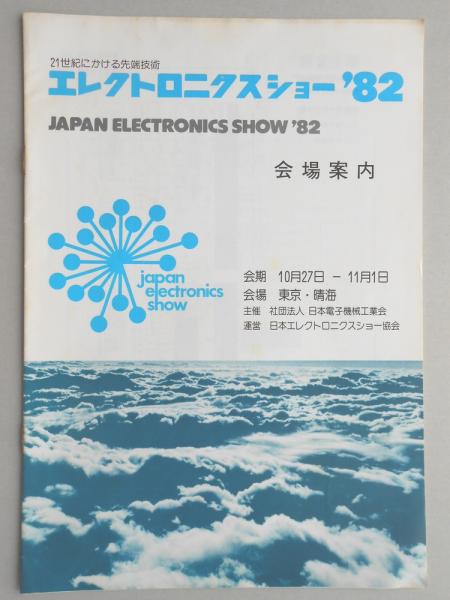 21世紀にかける先端技術
エレクトロニクスショー'82
JAPAN ELECTRONICS SHOW '82
会場案内
japan
electronics
show
会期 10月27日 − 11月1日
会場 東京・晴海
主催 社団法人 日本電子機械工業会
運営 日本エレクトロニクスショー協会